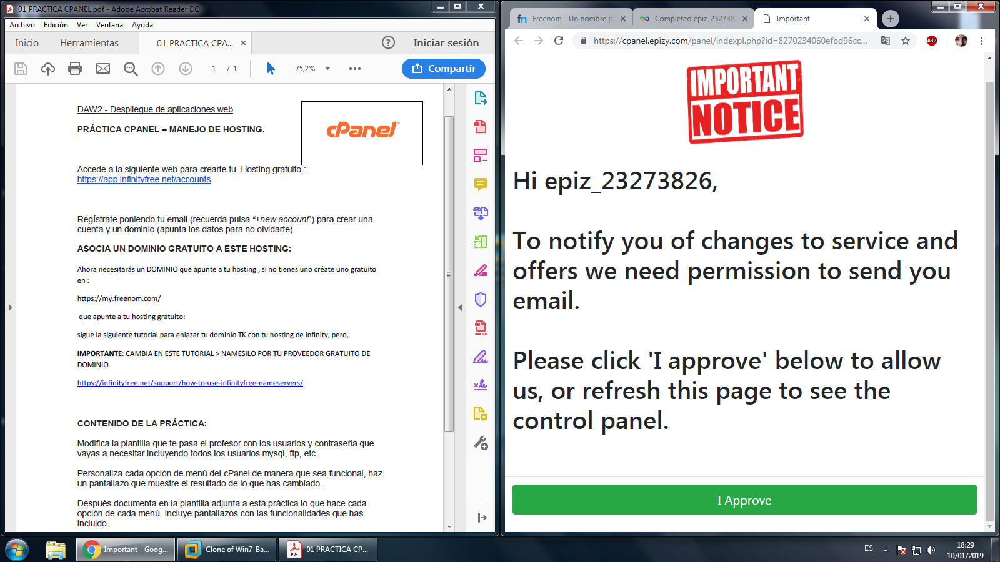 01 PRACTICA CPANEL.pdf - Adobe Acrobat Reader DC
Archivo Edición Ver Ventana Ayuda
Inicio Herramientas 01 PRACTICA CPA... × Iniciar sesión
1 / 1 75,2% Compartir
DAW2 - Despliegue de aplicaciones web
PRÁCTICA CPANEL – MANEJO DE HOSTING.
cPanel
Accede a la siguiente web para crearte tu Hosting gratuito :
https://app.infinityfree.net/accounts
Regístrate poniendo tu email (recuerda pulsa “+new account”) para crear una
cuenta y un dominio (apunta los datos para no olvidarte).
ASOCIA UN DOMINIO GRATUITO A ÉSTE HOSTING:
Ahora necesitarás un DOMINIO que apunte a tu hosting , si no tienes uno créate uno gratuito
en :
https://my.freenom.com/
que apunte a tu hosting gratuito:
sigue la siguiente tutorial para enlazar tu dominio TK con tu hosting de infinity, pero,
IMPORTANTE: CAMBIA EN ESTE TUTORIAL > NAMESILO POR TU PROVEEDOR GRATUITO DE
DOMINIO
https://infinityfree.net/support/how-to-use-infinityfree-nameservers/
CONTENIDO DE LA PRÁCTICA:
Modifica la plantilla que te pasa el profesor con los usuarios y contraseña que
vayas a necesitar incluyendo todos los usuarios mysql, ftp, etc..
Personaliza cada opción de menú del cPanel de manera que sea funcional, haz
un pantallazo que muestre el resultado de lo que has cambiado.
Después documenta en la plantilla adjunta a esta práctica lo que hace cada
opción de cada menú. Incluye pantallazos con las funcionalidades que has
incluido.
Freenom - Un nombre pa Completed epiz_232738 Important
https://cpanel.epizy.com/panel/indexpl.php?id=8270234060efbd96cc...
ABP
IMPORTANT
NOTICE
Hi epiz_23273826,
To notify you of changes to service and
offers we need permission to send you
email.
Please click 'I approve' below to allow
us, or refresh this page to see the
control panel.
I Approve
Important - Goog... Clone of Win7-Ba... 01 PRACTICA CP...
ES
18:29
10/01/2019